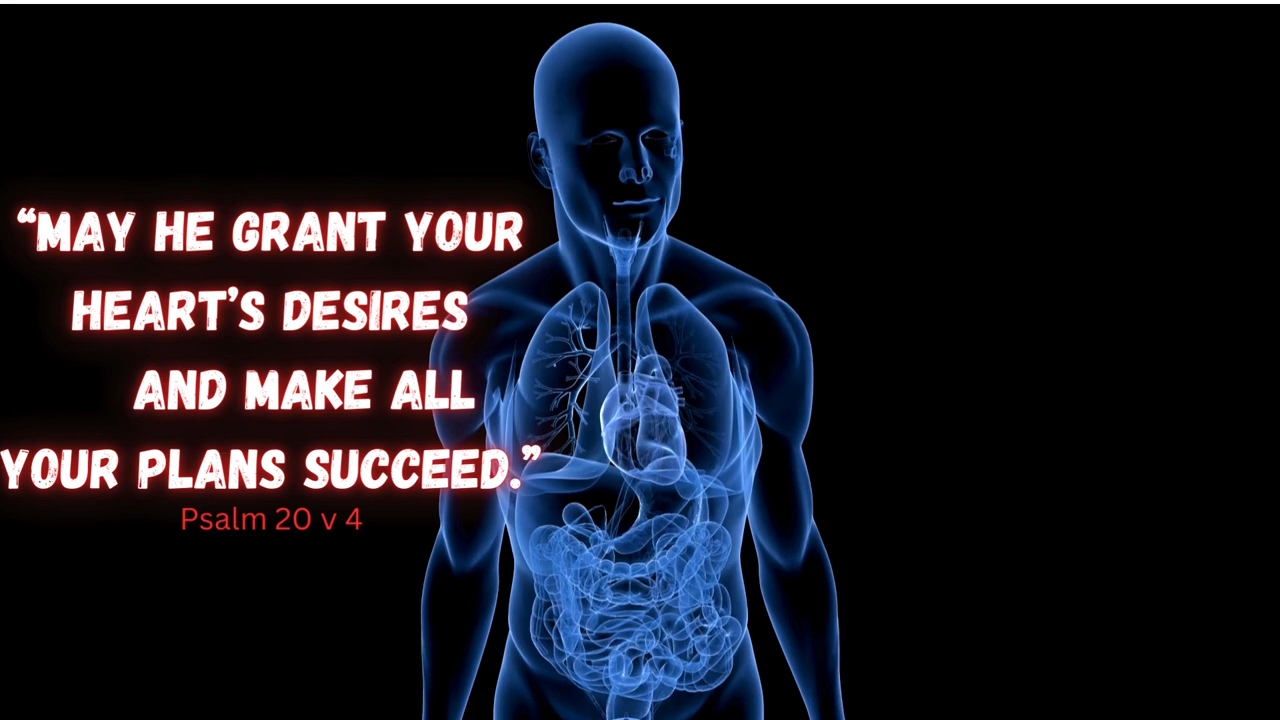 “MAY HE GRANT YOUR
HEART’S DESIRES
AND MAKE ALL
YOUR PLANS SUCCEED.”
Psalm 20 v 4